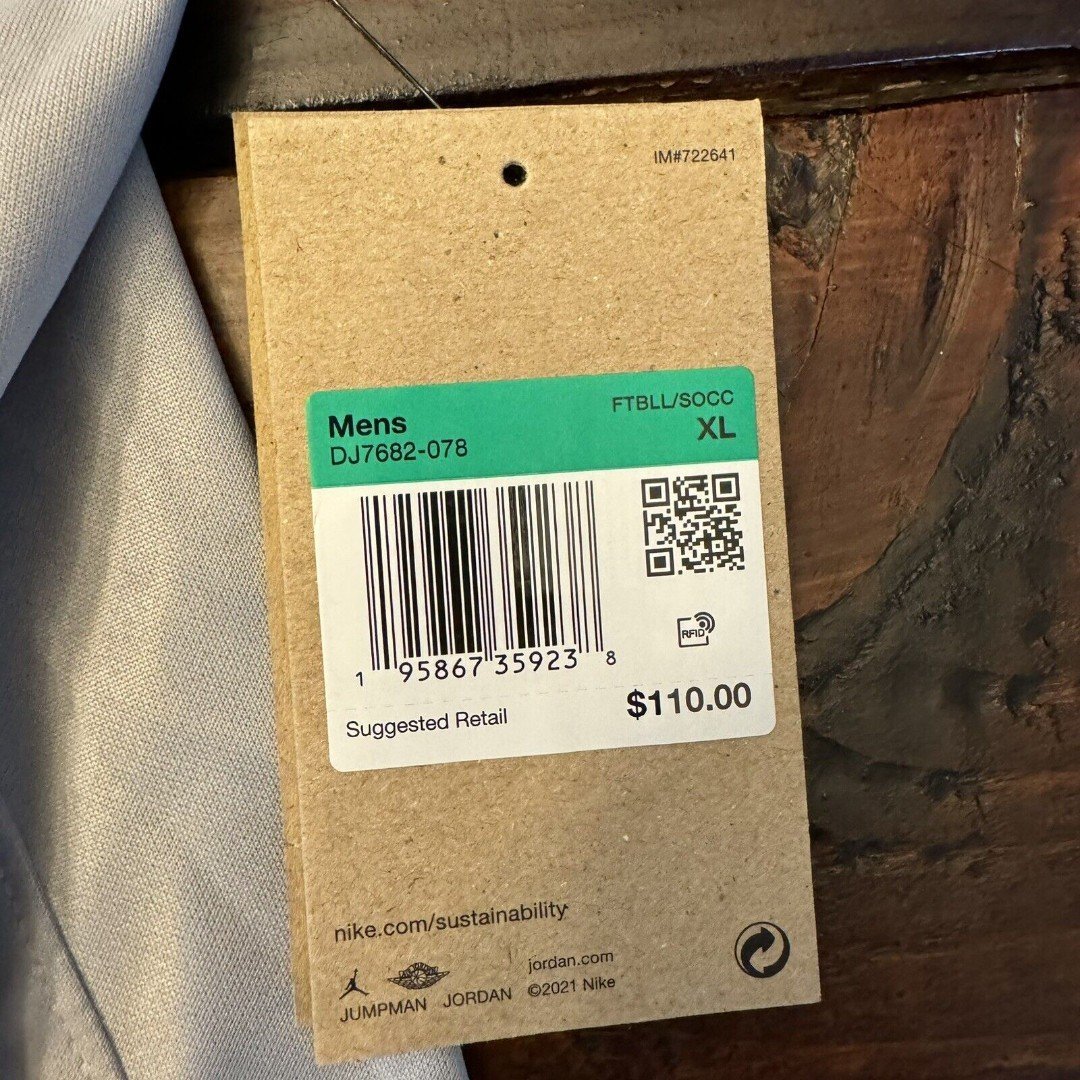 IM#722641
Mens
FTBLL/SOCC
DJ7682-078
XL
RFID
1 95867 35923 8
Suggested Retail
$110.00
nike.com/sustainability
jordan.com
JUMPMAN JORDAN ©2021 Nike